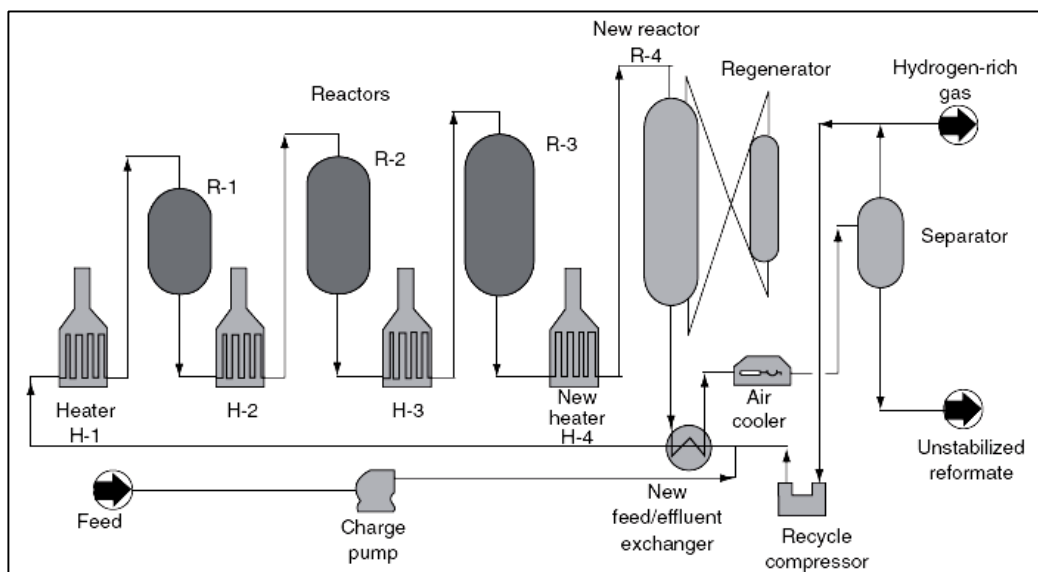 New reactor
R-4
Regenerator
Hydrogen-rich
gas
Reactors
R-3
R-2
R-1
Separator
Heater
H-1
H-2
H-3
New
heater
H-4
Air
cooler
Unstabilized
reformate
Feed
Charge
pump
New
feed/effluent
exchanger
Recycle
compressor